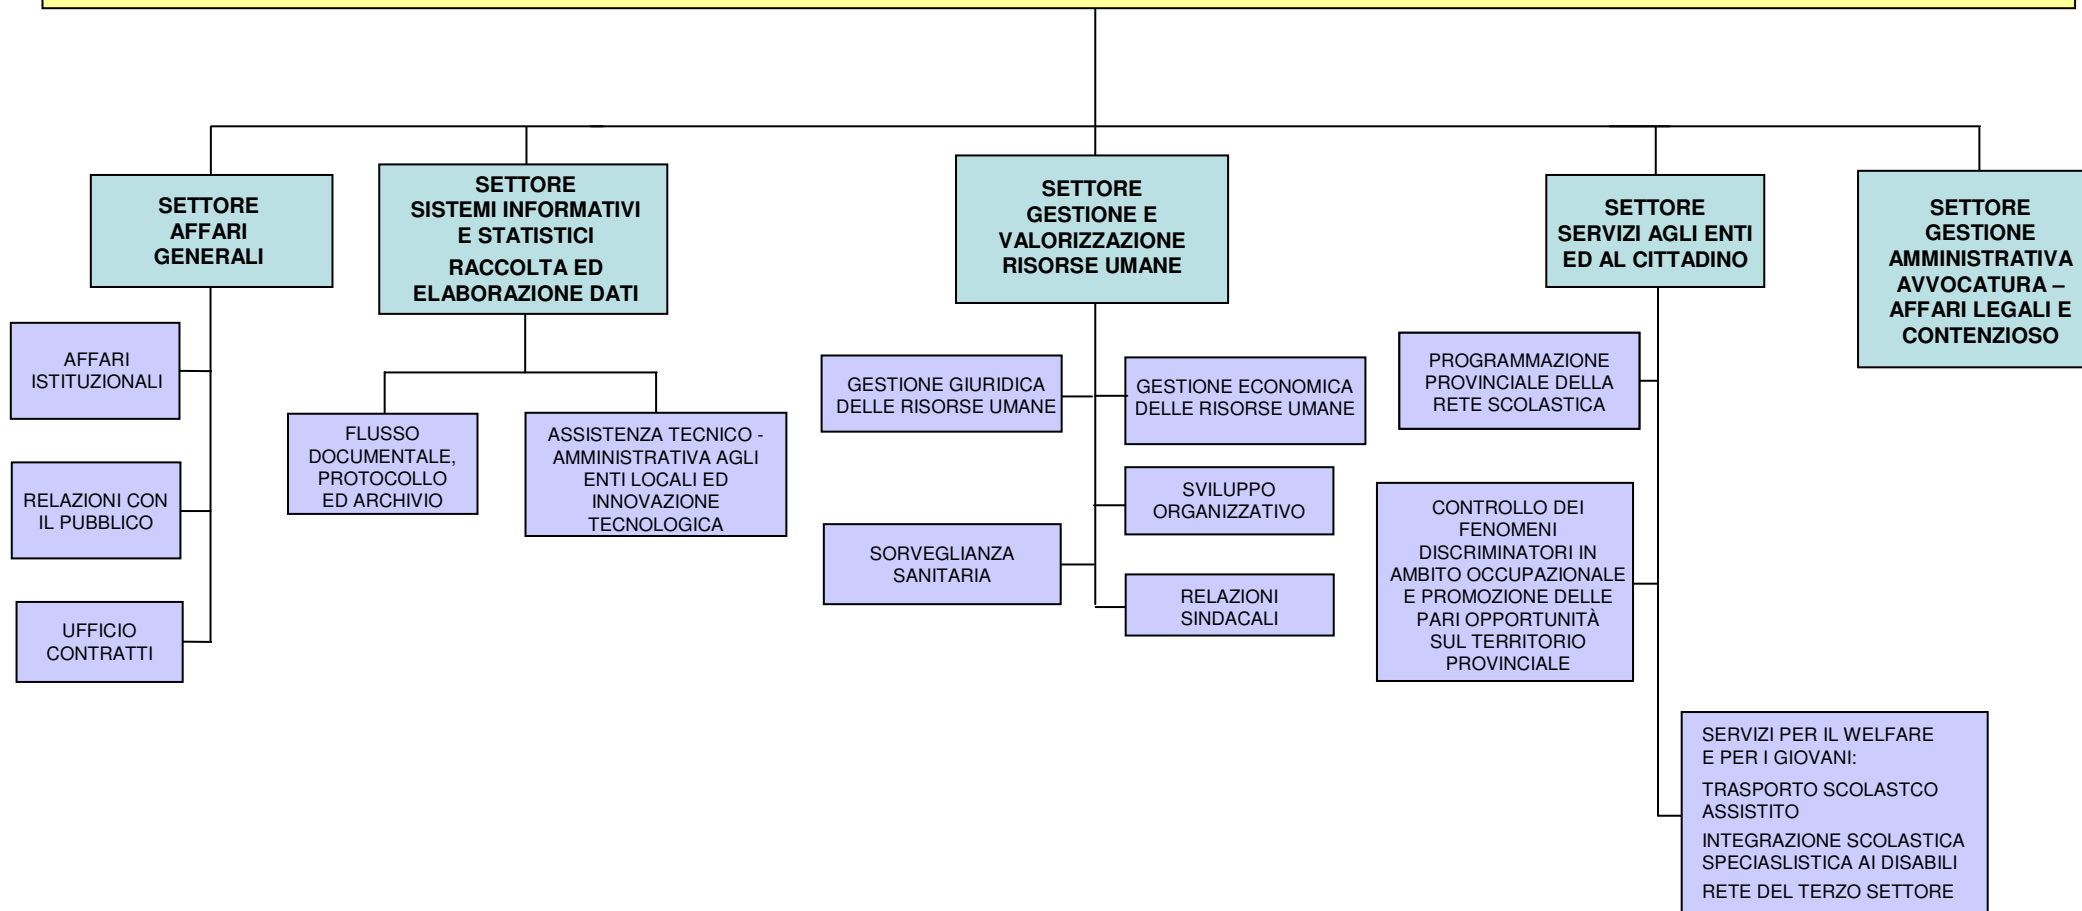 SETTORE
AFFARI
GENERALI
SETTORE
SISTEMI INFORMATIVI
E STATISTICI
RACCOLTA ED
ELABORAZIONE DATI
SETTORE
GESTIONE E
VALORIZZAZIONE
RISORSE UMANE
SETTORE
SERVIZI AGLI ENTI
ED AL CITTADINO
SETTORE
GESTIONE
AMMINISTRATIVA
AVVOCATURA –
AFFARI LEGALI E
CONTENZIOSO
AFFARI
ISTITUZIONALI
RELAZIONI CON
IL PUBBLICO
UFFICIO
CONTRATTI
FLUSSO
DOCUMENTALE,
PROTOCOLLO
ED ARCHIVIO
ASSISTENZA TECNICO -
AMMINISTRATIVA AGLI
ENTI LOCALI ED
INNOVAZIONE
TECNOLOGICA
GESTIONE GIURIDICA
DELLE RISORSE UMANE
GESTIONE ECONOMICA
DELLE RISORSE UMANE
SVILUPPO
ORGANIZZATIVO
SORVEGLIANZA
SANITARIA
RELAZIONI
SINDACALI
PROGRAMMAZIONE
PROVINCIALE DELLA
RETE SCOLASTICA
CONTROLLO DEI
FENOMENI
DISCRIMINATORI IN
AMBITO OCCUPAZIONALE
E PROMOZIONE DELLE
PARI OPPORTUNITÀ
SUL TERRITORIO
PROVINCIALE
SERVIZI PER IL WELFARE
E PER I GIOVANI:
TRASPORTO SCOLASTCO
ASSISTITO
INTEGRAZIONE SCOLASTICA
SPECIASLISTICA AI DISABILI
RETE DEL TERZO SETTORE